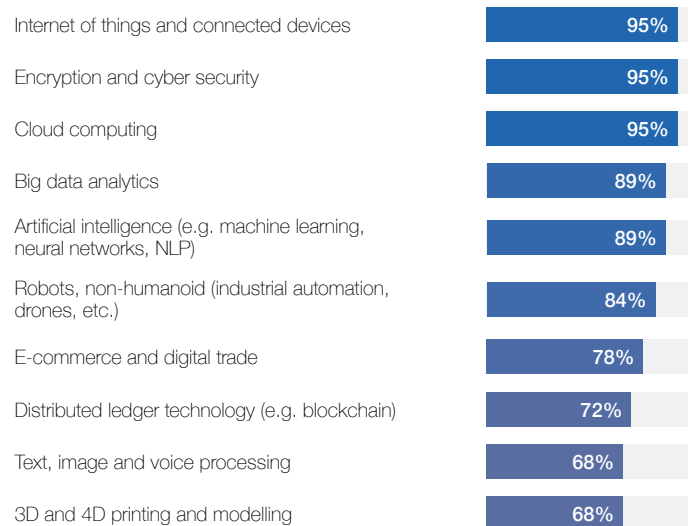 Internet of things and connected devices 95%
Encryption and cyber security 95%
Cloud computing 95%
Big data analytics 89%
Artificial intelligence (e.g. machine learning,
neural networks, NLP) 89%
Robots, non-humanoid (industrial automation,
drones, etc.) 84%
E-commerce and digital trade 78%
Distributed ledger technology (e.g. blockchain) 72%
Text, image and voice processing 68%
3D and 4D printing and modelling 68%